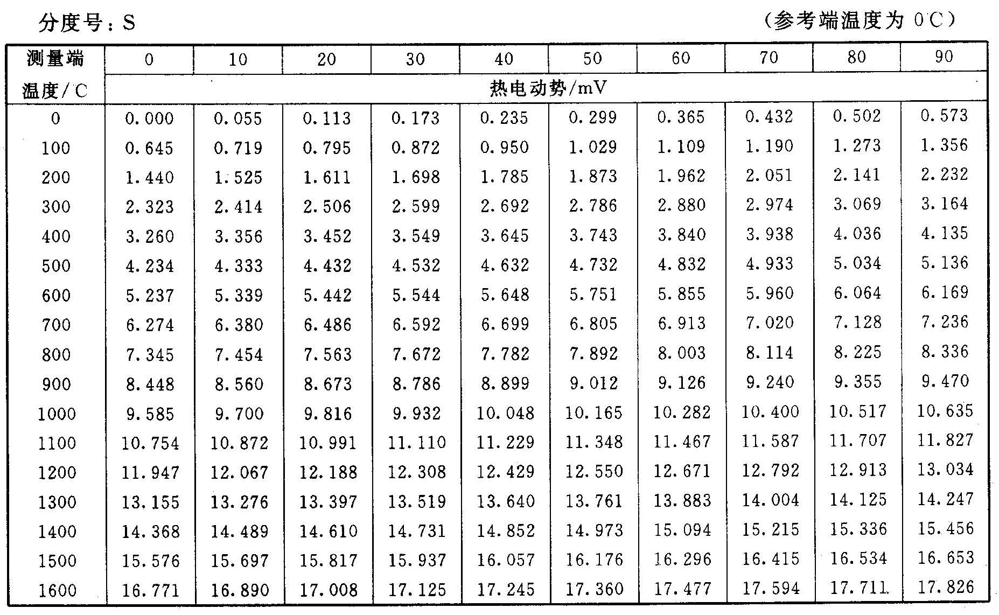 分度号：S （参考端温度为 0℃）
测量端 0 10 20 30 40 50 60 70 80 90
温度/℃ 热电动势/mV
0 0.000 0.055 0.113 0.173 0.235 0.299 0.365 0.432 0.502 0.573
100 0.645 0.719 0.795 0.872 0.950 1.029 1.109 1.190 1.273 1.356
200 1.440 1.525 1.611 1.698 1.785 1.873 1.962 2.051 2.141 2.232
300 2.323 2.414 2.506 2.599 2.692 2.786 2.880 2.974 3.069 3.164
400 3.260 3.356 3.452 3.549 3.645 3.743 3.840 3.938 4.036 4.135
500 4.234 4.333 4.432 4.532 4.632 4.732 4.832 4.933 5.034 5.136
600 5.237 5.339 5.442 5.544 5.648 5.751 5.855 5.960 6.064 6.169
700 6.274 6.380 6.486 6.592 6.699 6.805 6.913 7.020 7.128 7.236
800 7.345 7.454 7.563 7.672 7.782 7.892 8.003 8.114 8.225 8.336
900 8.448 8.560 8.673 8.786 8.899 9.012 9.126 9.240 9.355 9.470
1000 9.585 9.700 9.816 9.932 10.048 10.165 10.282 10.400 10.517 10.635
1100 10.754 10.872 10.991 11.110 11.229 11.348 11.467 11.587 11.707 11.827
1200 11.947 12.067 12.188 12.308 12.429 12.550 12.671 12.792 12.913 13.034
1300 13.155 13.276 13.397 13.519 13.640 13.761 13.883 14.004 14.125 14.247
1400 14.368 14.489 14.610 14.731 14.852 14.973 15.094 15.215 15.336 15.456
1500 15.576 15.697 15.817 15.937 16.057 16.176 16.296 16.415 16.534 16.653
1600 16.771 16.890 17.008 17.125 17.245 17.360 17.477 17.594 17.711 17.826